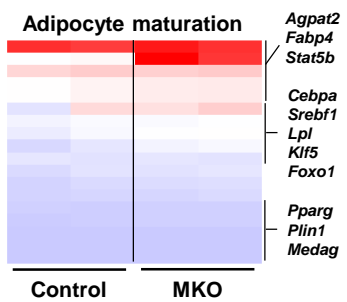 Adipocyte maturation
Agpat2
Fabp4
Stat5b
Cebpa
Srebf1
Lpl
Klf5
Foxo1
Pparg
Plin1
Medag
Control
MKO